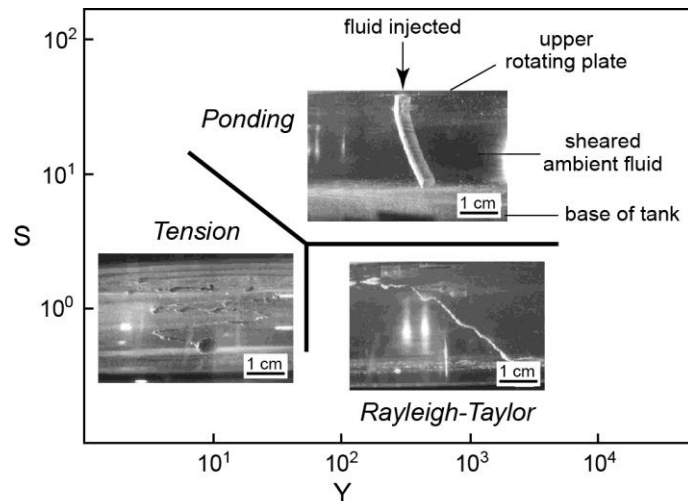 10²
fluid injected
upper
rotating plate
Ponding
sheared
ambient fluid
10¹
1 cm
base of tank
S
Tension
10⁰
1 cm
1 cm
Rayleigh-Taylor
10¹
10²
10³
10⁴
Y